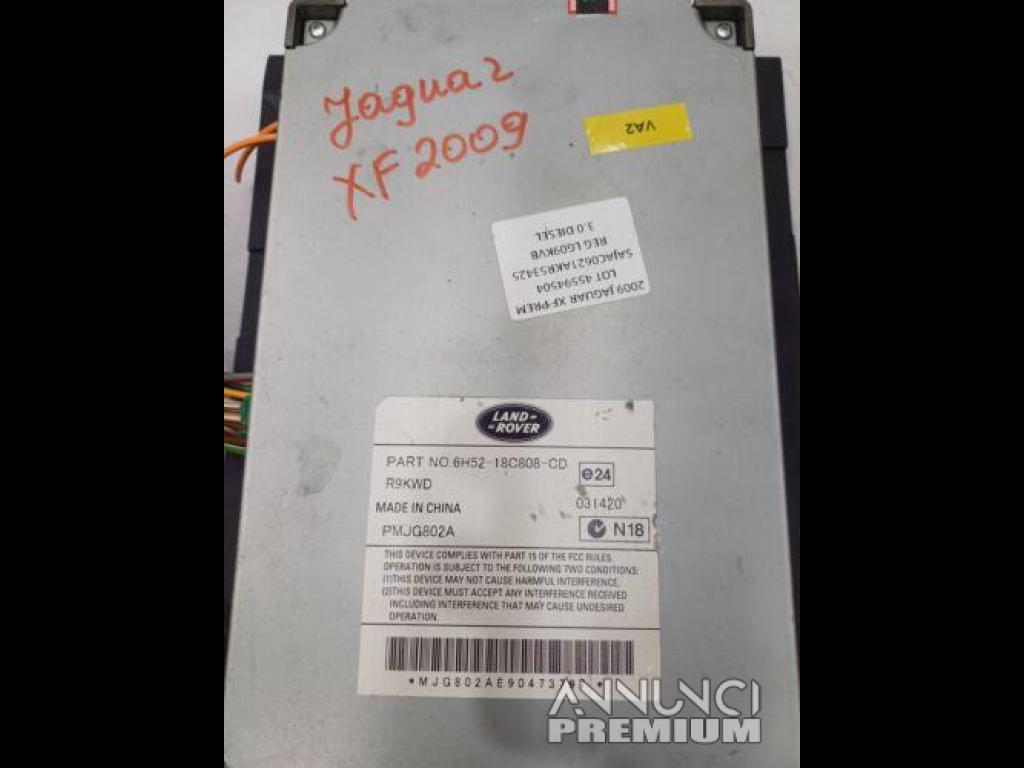 Jaguar
XF 2009
VA2
2009 JAGUAR XF PREM
LOT 45594504
REG LG09KVB
3.0 DIESEL
LAND-
-ROVER
PART NO.6H52-18C808-CD
e24
R9KWD
MADE IN CHINA
031420
PMJG802A
N18
THIS DEVICE COMPLIES WITH PART 15 OF THE FCC RULES.
OPERATION IS SUBJECT TO THE FOLLOWING TWO CONDITIONS:
(1)THIS DEVICE MAY NOT CAUSE HARMFUL INTERFERENCE.
(2)THIS DEVICE MUST ACCEPT ANY INTERFERENCE RECEIVED
INCLUDING INTERFERENCE THAT MAY CAUSE UNDESIRED
OPERATION.
ANNUNCI
PREMIUM